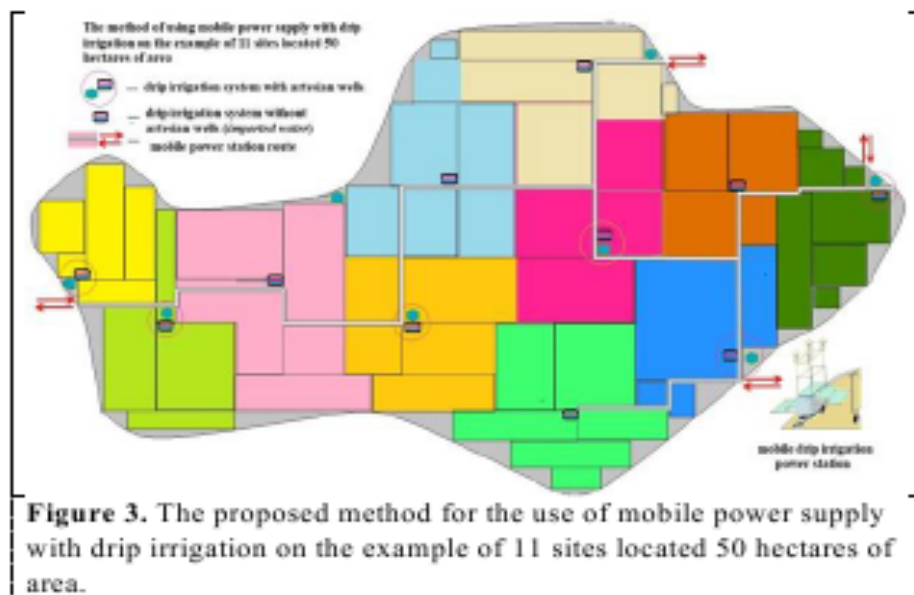 The method of using mobile power supply with drip
irrigation on the example of 11 sites located 50
hectares of area
— drip irrigation system with artesian wells
— drip irrigation system without
artesian wells (imported water)
— mobile power station route
mobile drip irrigation
power station
Figure 3. The proposed method for the use of mobile power supply
with drip irrigation on the example of 11 sites located 50 hectares of
area.